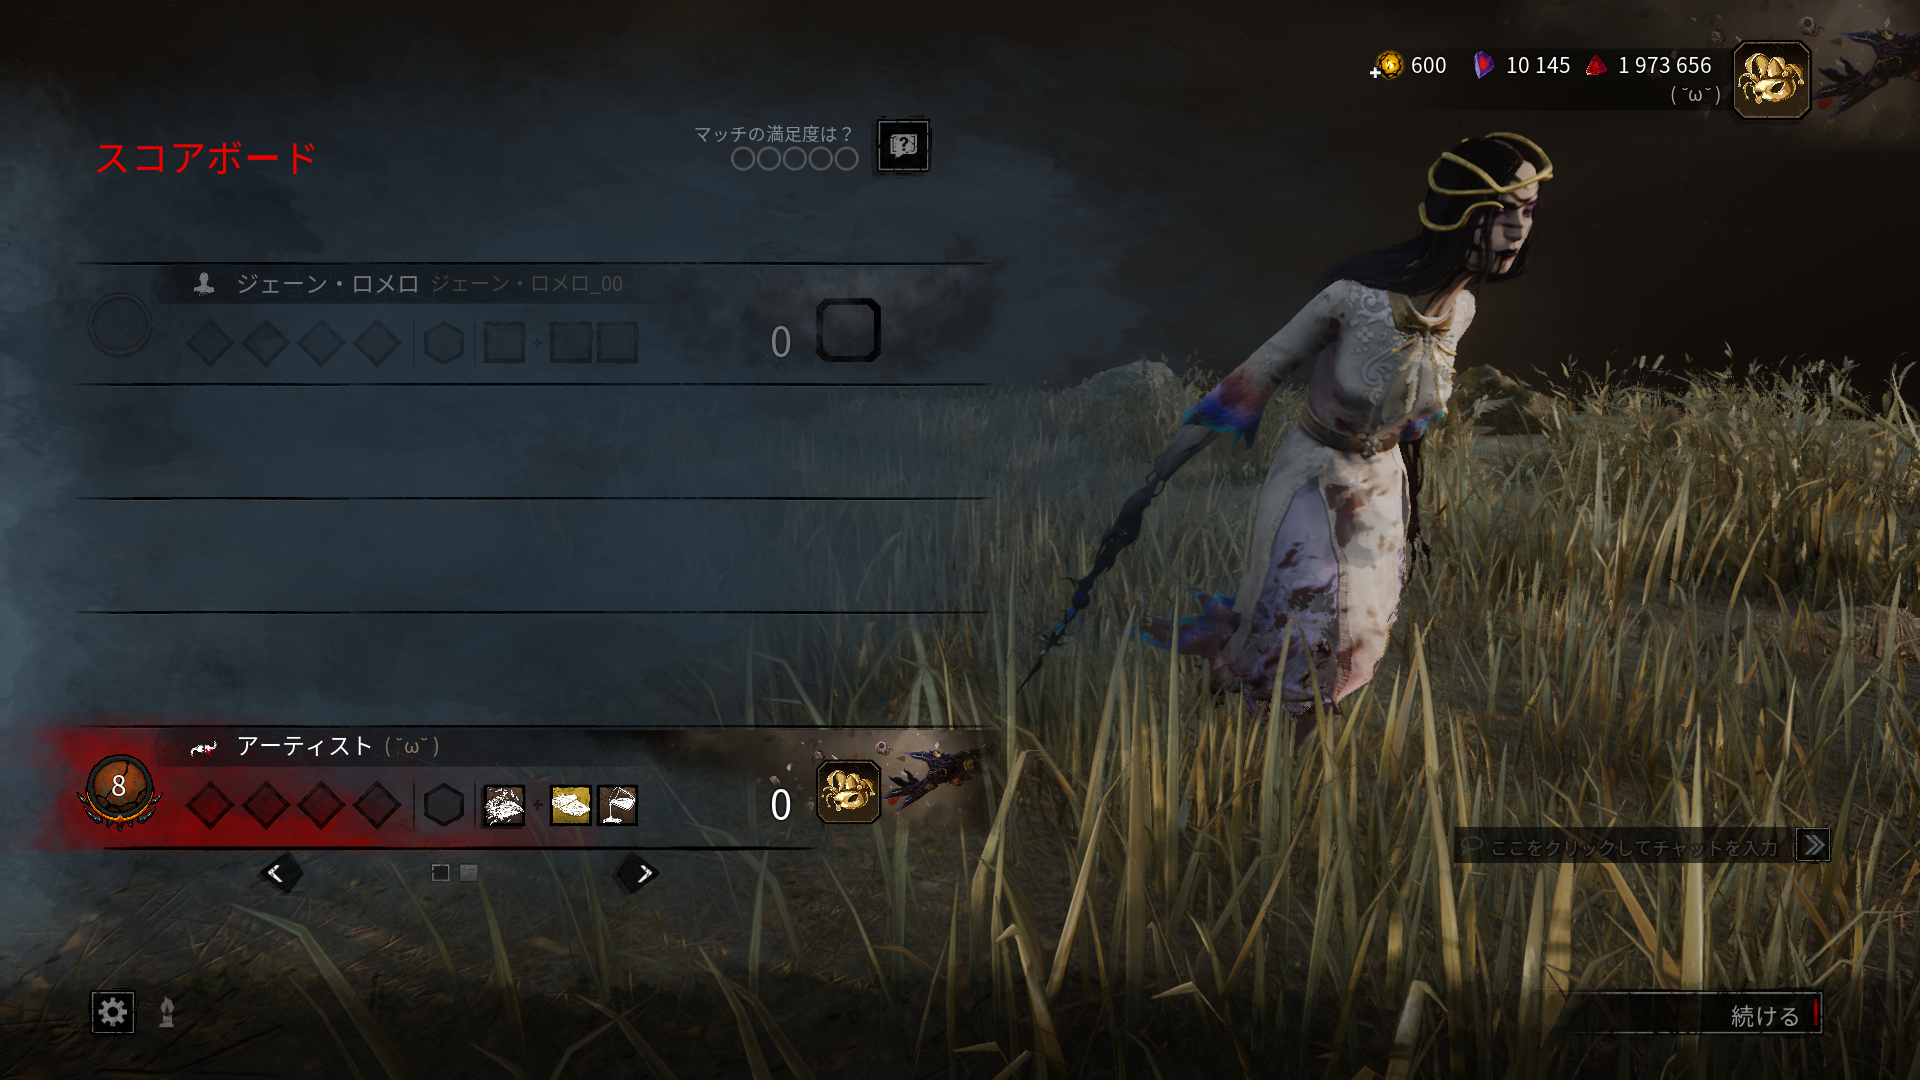 600 10 145 1 973 656
( ˘ω˘ )
スコアボード
マッチの満足度は？
ジェーン・ロメロ ジェーン・ロメロ_00
0
アーティスト ( ˘ω˘ )
8
0
ここをクリックしてチャットを入力
続ける